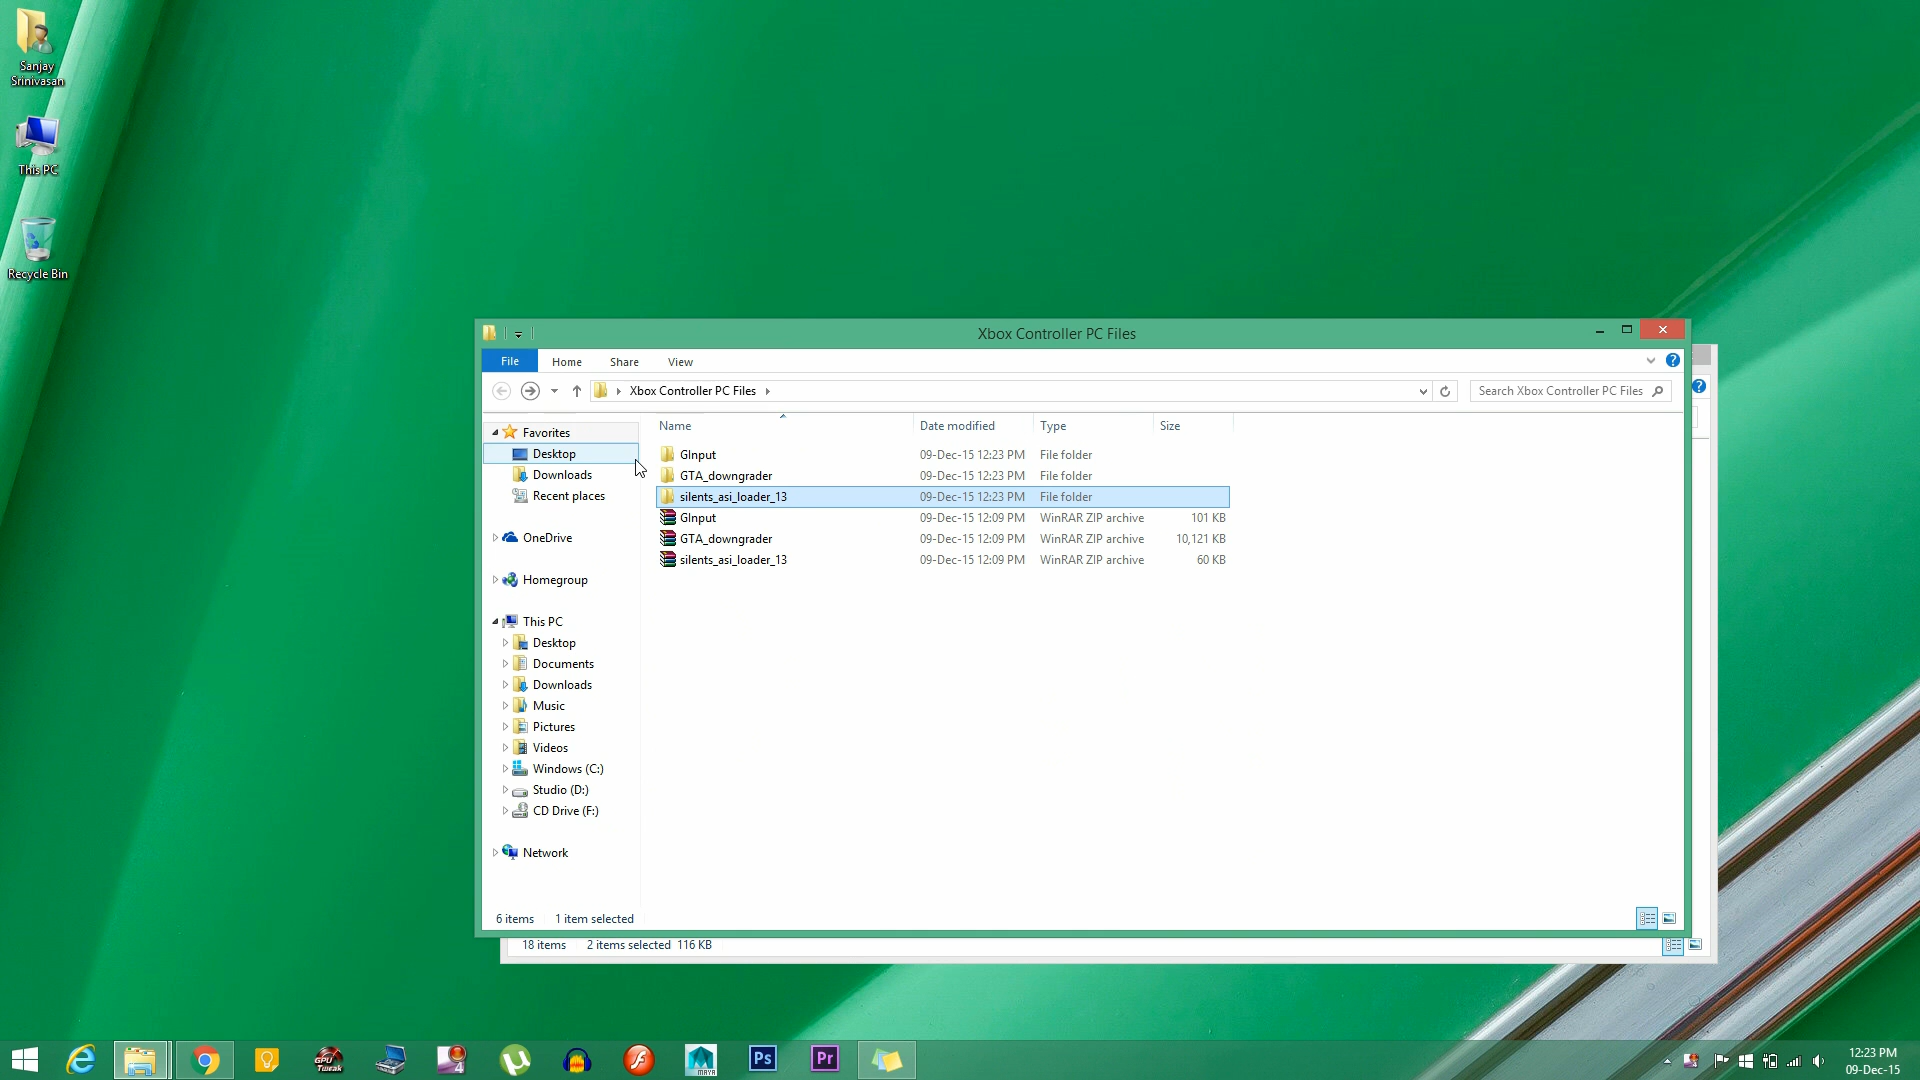 Sanjay
Srinivasan
This PC
Recycle Bin
Xbox Controller PC Files
File Home Share View
Xbox Controller PC Files
Search Xbox Controller PC Files
Name Date modified Type Size
Favorites
Desktop
Downloads
Recent places
OneDrive
Homegroup
This PC
Desktop
Documents
Downloads
Music
Pictures
Videos
Windows (C:)
Studio (D:)
CD Drive (F:)
Network
GInput 09-Dec-15 12:23 PM File folder
GTA_downgrader 09-Dec-15 12:23 PM File folder
silents_asi_loader_13 09-Dec-15 12:23 PM File folder
GInput 09-Dec-15 12:09 PM WinRAR ZIP archive 101 KB
GTA_downgrader 09-Dec-15 12:09 PM WinRAR ZIP archive 10,121 KB
silents_asi_loader_13 09-Dec-15 12:09 PM WinRAR ZIP archive 60 KB
6 items 1 item selected
18 items 2 items selected 116 KB
GPU
Tweak
4
MAYA
Ps
Pr
12:23 PM
09-Dec-15